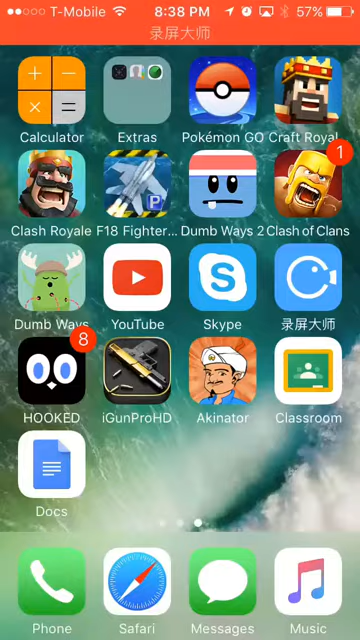 T-Mobile 8:38 PM 57%
录屏大师
Calculator Extras Pokémon GO Craft Royal
1
Clash Royale F18 Fighter... Dumb Ways 2 Clash of Clans
Dumb Ways YouTube Skype 录屏大师
8
HOOKED iGunProHD Akinator Classroom
Docs
Phone Safari Messages Music